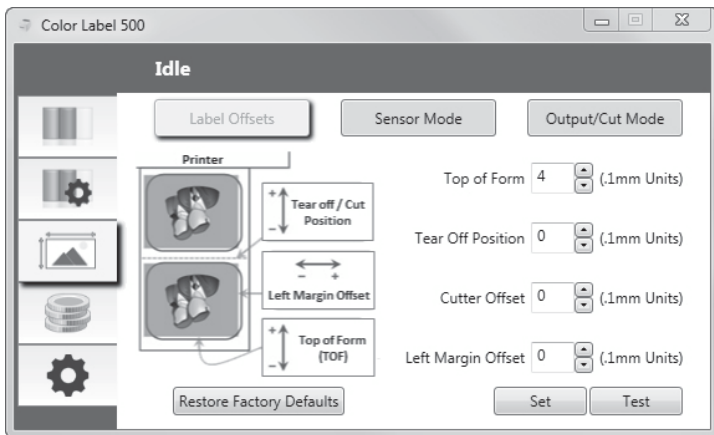 Color Label 500
Idle
Label Offsets
Sensor Mode
Output/Cut Mode
Printer
+
−
Tear off / Cut
Position
− +
Left Margin Offset
+
−
Top of Form
(TOF)
Top of Form 4 (.1mm Units)
Tear Off Position 0 (.1mm Units)
Cutter Offset 0 (.1mm Units)
Left Margin Offset 0 (.1mm Units)
Restore Factory Defaults
Set
Test